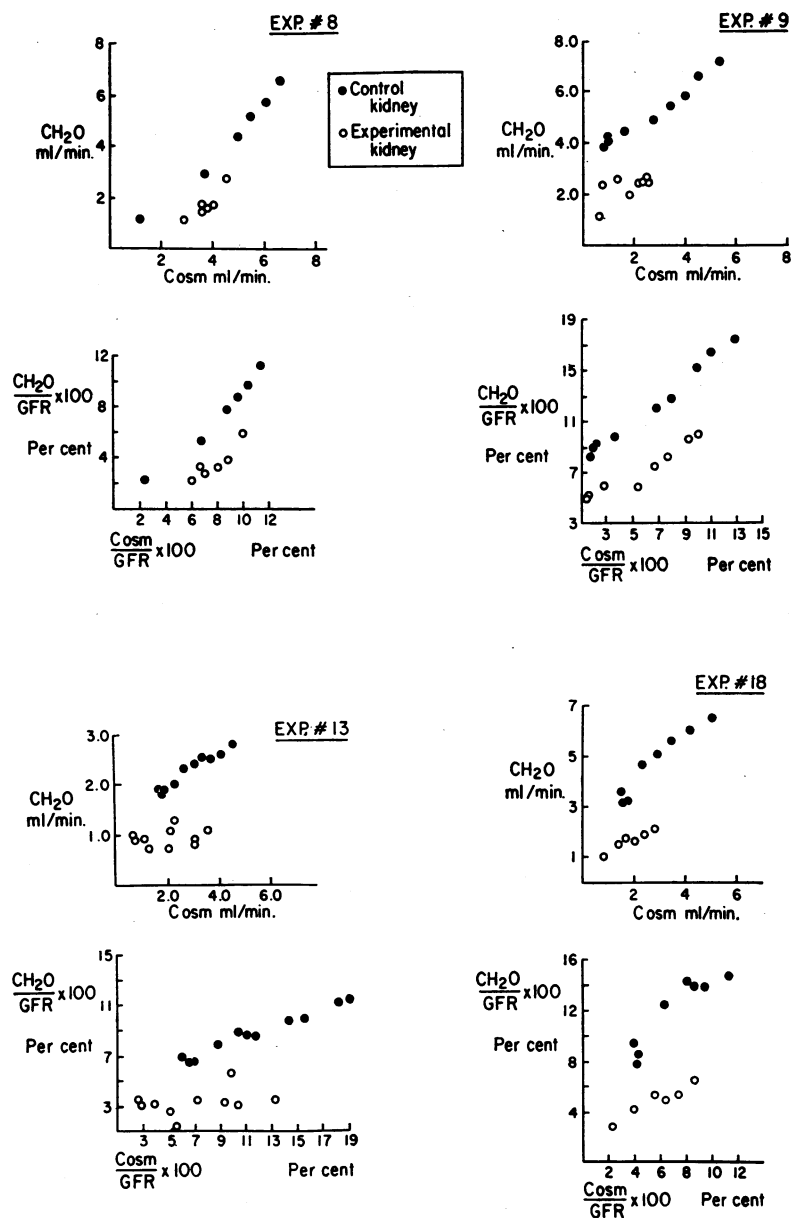 EXP. #8
8
6
4
2
CH₂O
ml/min.
2 4 6 8
Cosm ml/min.
● Control
kidney
○ Experimental
kidney
EXP. #9
8.0
6.0
4.0
2.0
CH₂O
ml/min.
2 4 6 8
Cosm ml/min.
12
8
4
CH₂O
GFR x100
Per cent
2 4 6 8 10 12
Cosm
GFR x100 Per cent
19
15
11
7
3
CH₂O
GFR x100
Per cent
3 5 7 9 11 13 15
Cosm
GFR x100 Per cent
EXP. #13
3.0
2.0
1.0
CH₂O
ml/min.
2.0 4.0 6.0
Cosm ml/min.
EXP. #18
7
5
3
1
CH₂O
ml/min.
2 4 6
Cosm ml/min.
15
11
7
3
CH₂O
GFR x100
Per cent
3 5 7 9 11 13 15 17 19
Cosm
GFR x100 Per cent
16
12
8
4
CH₂O
GFR x100
Per cent
2 4 6 8 10 12
Cosm
GFR x100 Per cent